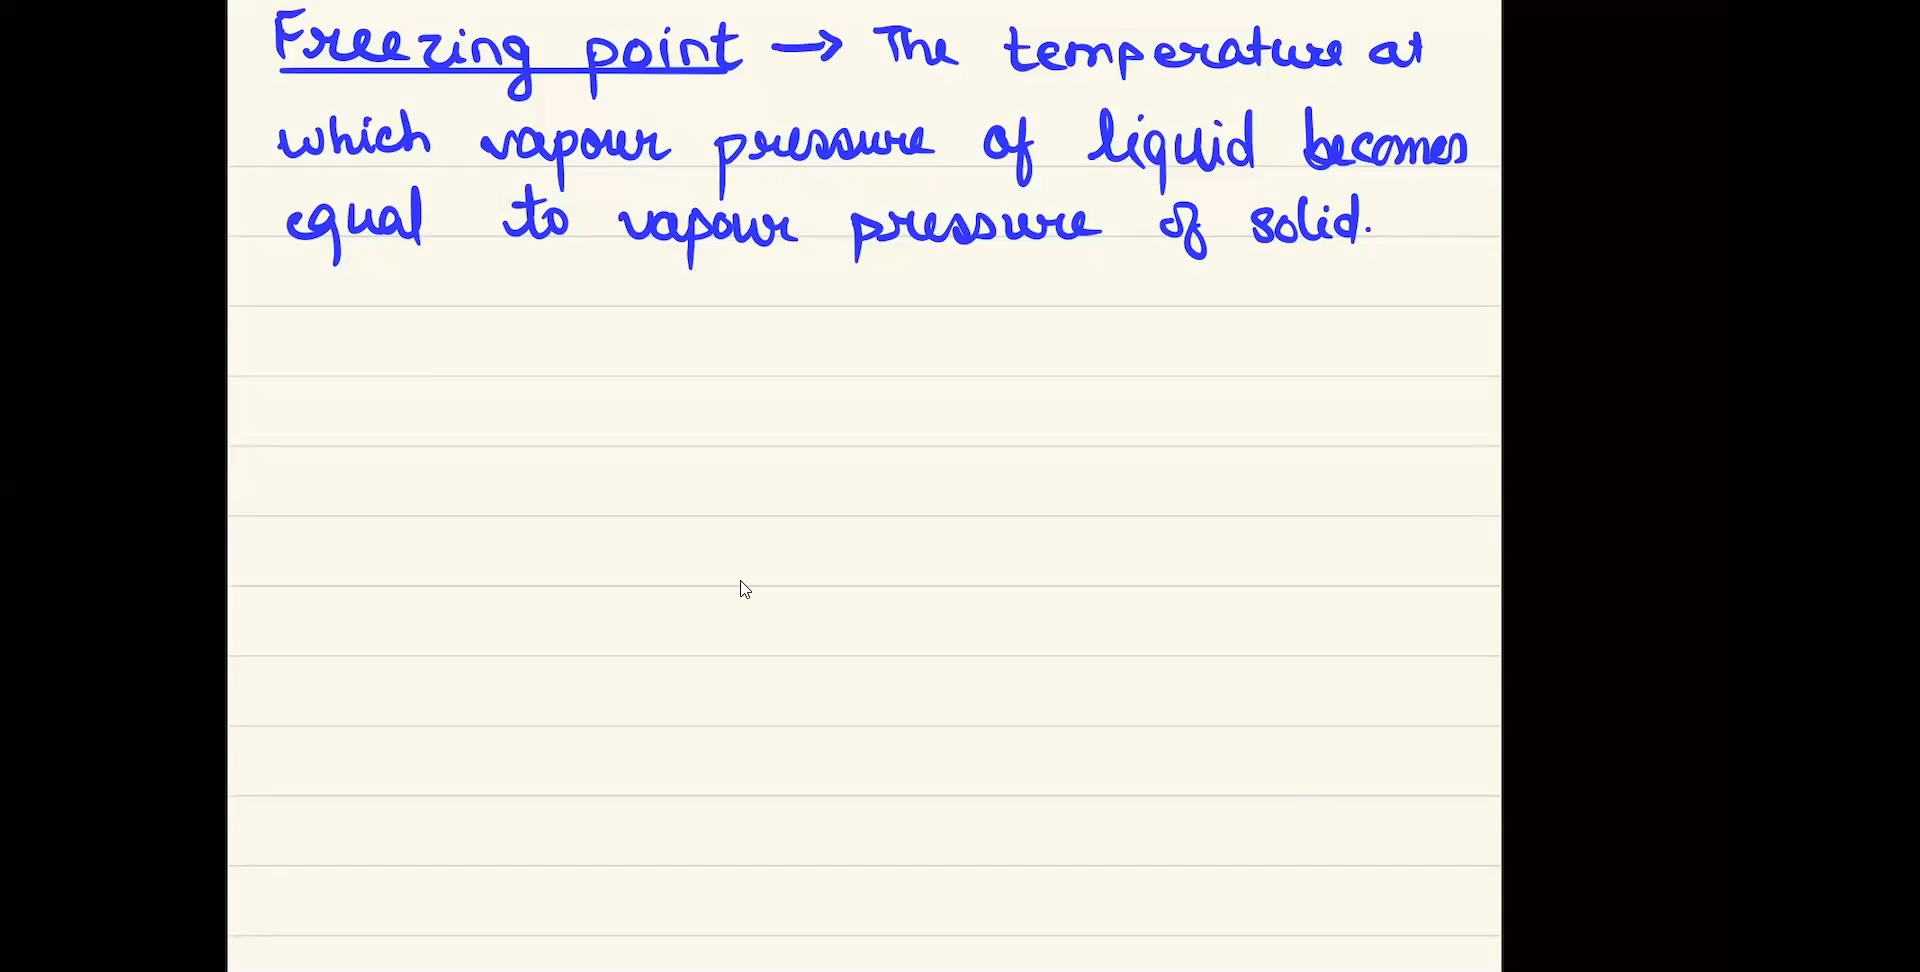 Freezing point → The temperature at
which vapour pressure of liquid becomes
equal to vapour pressure of solid.